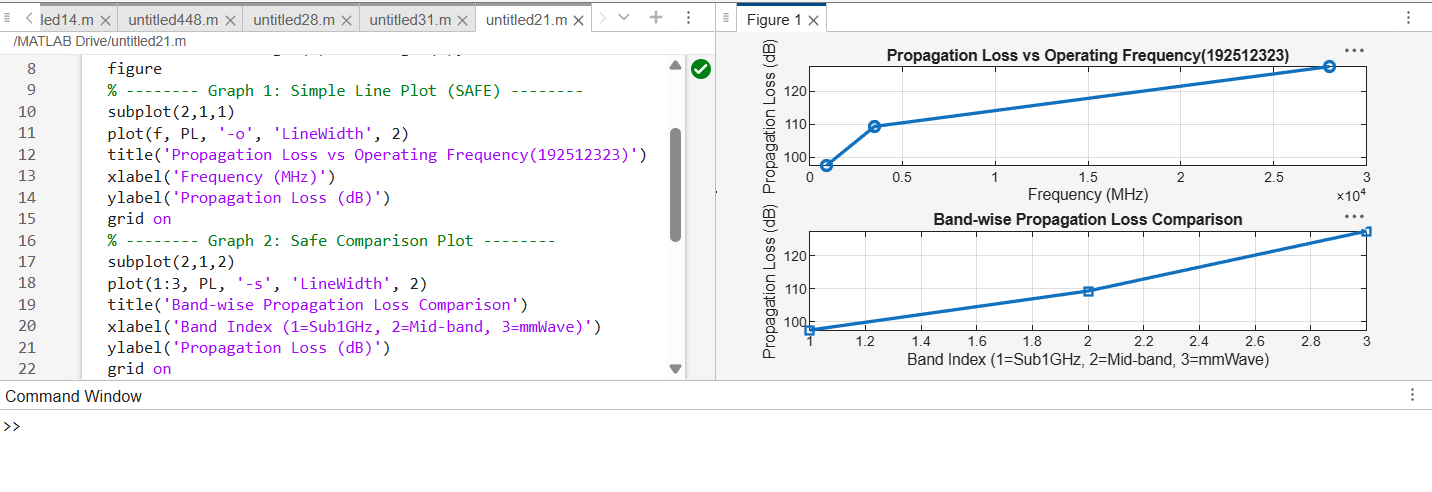 led14.m
untitled448.m
untitled28.m
untitled31.m
untitled21.m
/MATLAB Drive/untitled21.m
8 figure
9 % -------- Graph 1: Simple Line Plot (SAFE) --------
10 subplot(2,1,1)
11 plot(f, PL, '-o', 'LineWidth', 2)
12 title('Propagation Loss vs Operating Frequency(192512323)')
13 xlabel('Frequency (MHz)')
14 ylabel('Propagation Loss (dB)')
15 grid on
16 % -------- Graph 2: Safe Comparison Plot --------
17 subplot(2,1,2)
18 plot(1:3, PL, '-s', 'LineWidth', 2)
19 title('Band-wise Propagation Loss Comparison')
20 xlabel('Band Index (1=Sub1GHz, 2=Mid-band, 3=mmWave)')
21 ylabel('Propagation Loss (dB)')
22 grid on
Figure 1
Propagation Loss vs Operating Frequency(192512323)
Propagation Loss (dB)
120
110
100
0 0.5 1 1.5 2 2.5 3
×10⁴
Frequency (MHz)
Band-wise Propagation Loss Comparison
Propagation Loss (dB)
120
110
100
1 1.2 1.4 1.6 1.8 2 2.2 2.4 2.6 2.8 3
Band Index (1=Sub1GHz, 2=Mid-band, 3=mmWave)
Command Window
>>